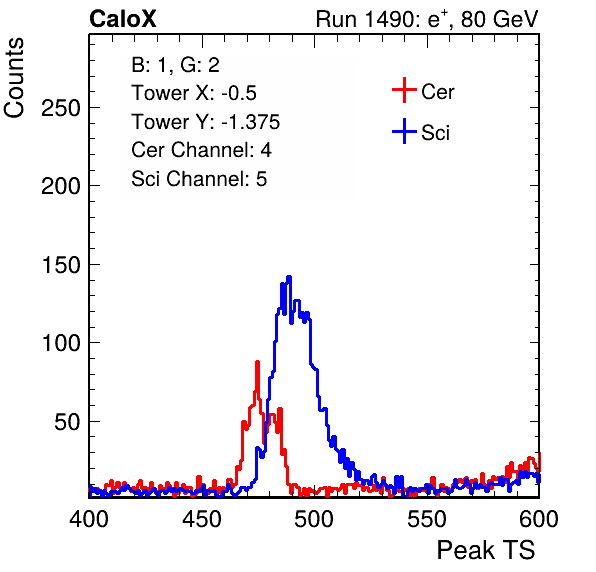 CaloX
Run 1490: e+, 80 GeV
Counts
B: 1, G: 2
Tower X: -0.5
Tower Y: -1.375
Cer Channel: 4
Sci Channel: 5
Cer
Sci
250
200
150
100
50
400
450
500
550
600
Peak TS